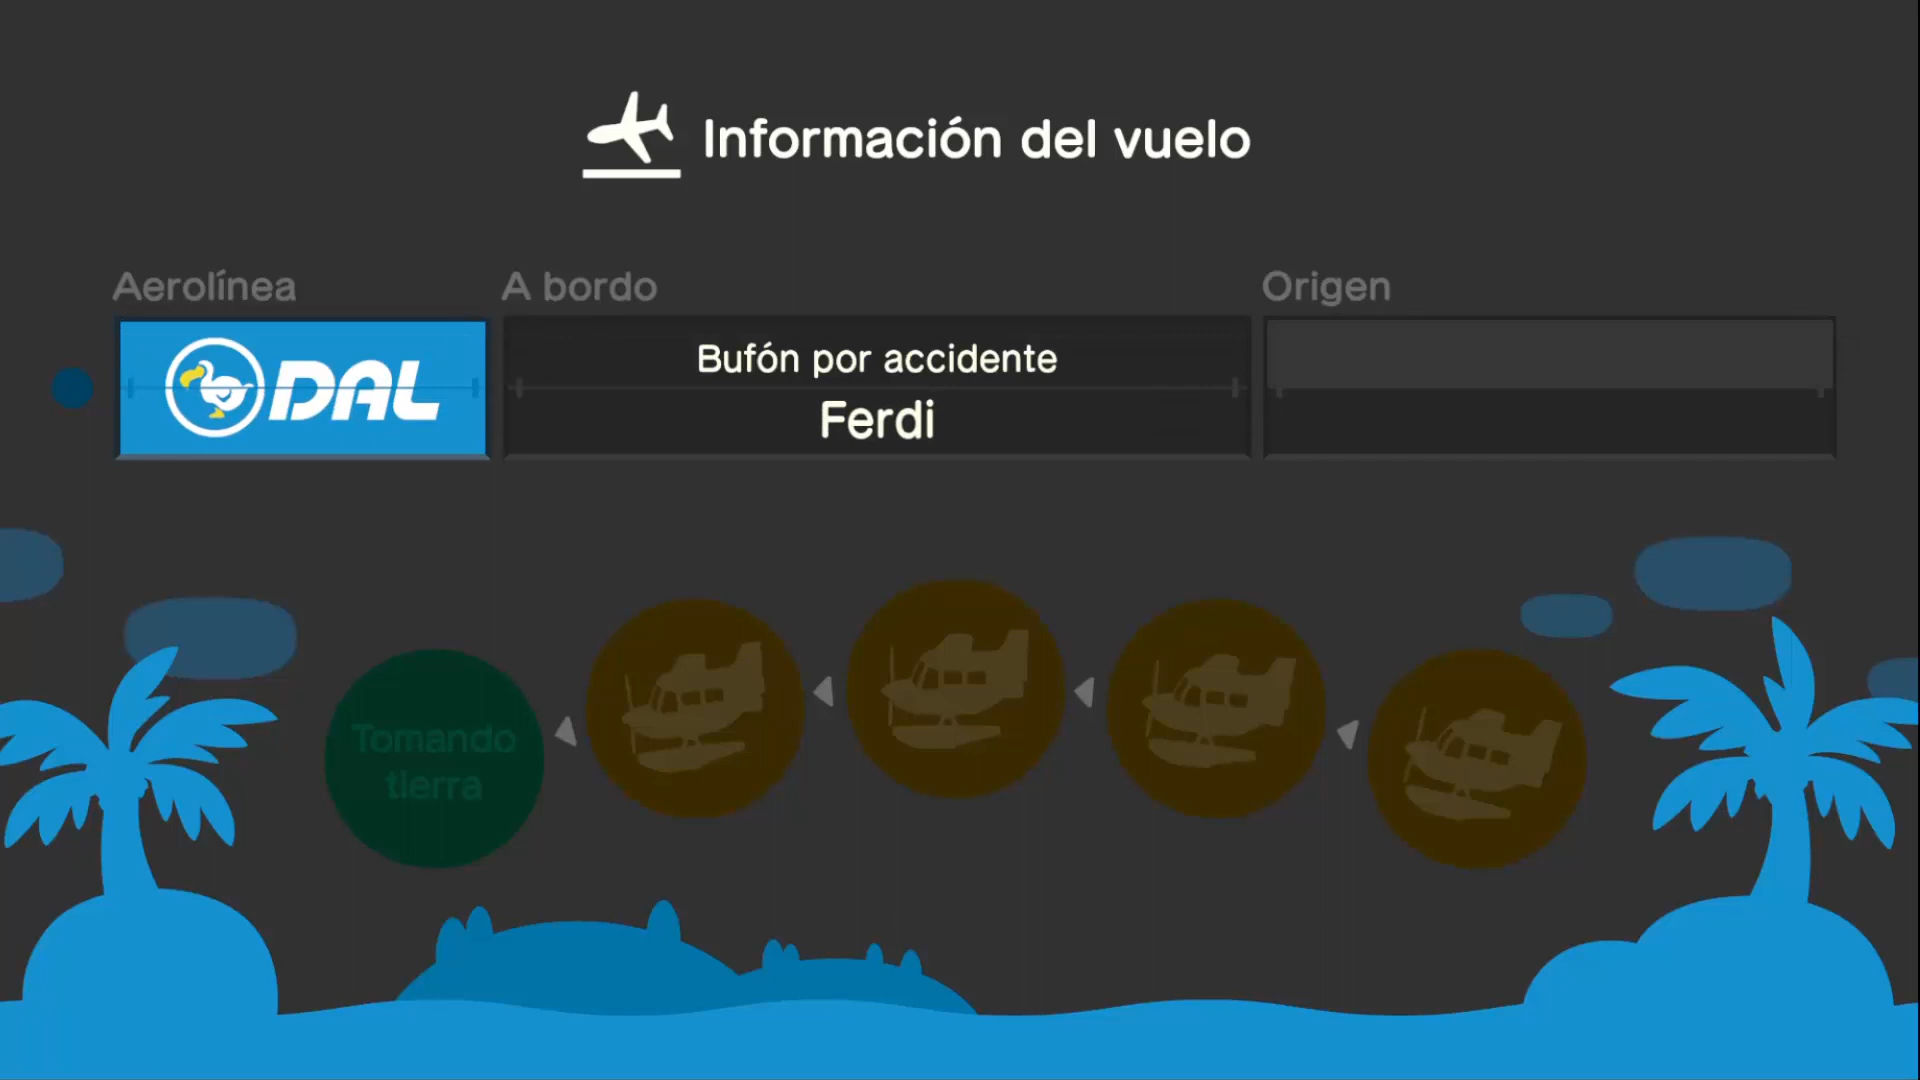 Información del vuelo
Aerolínea
A bordo
Origen
DAL
Bufón por accidente
Ferdi
Tomando
tierra